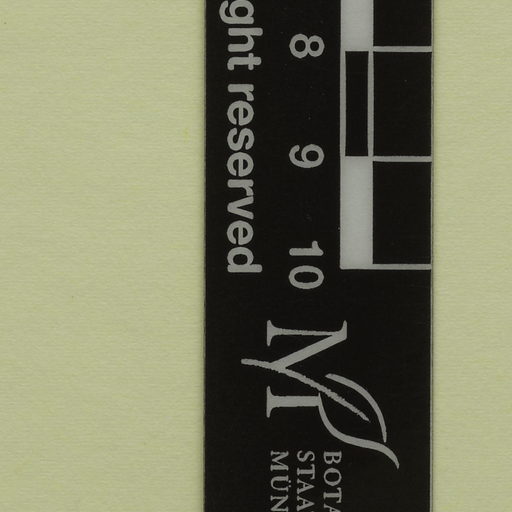 8 9 10
ght reserved
M
BOTA
STAA
MÜN